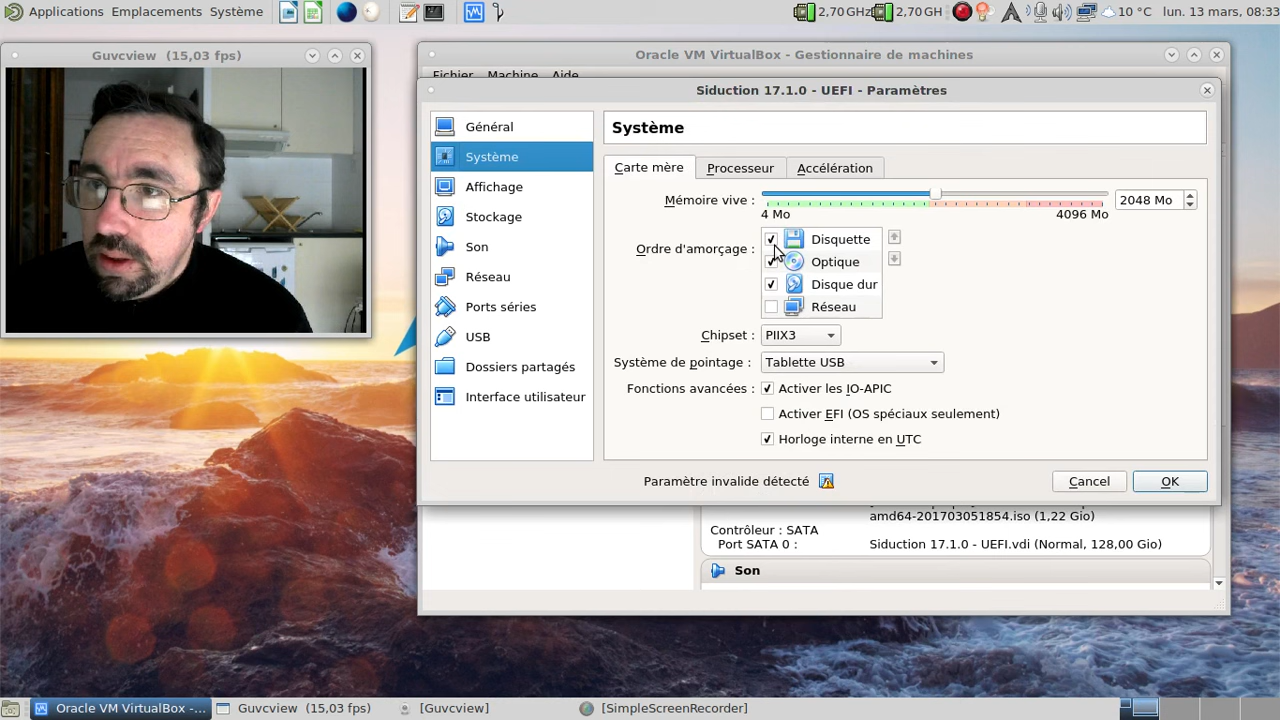 Applications Emplacements Système 2,70 GHz 2,70 GH 10 °C lun. 13 mars, 08:33
Guvcview (15,03 fps)
Oracle VM VirtualBox - Gestionnaire de machines
Fichier Machine Aide
Siduction 17.1.0 - UEFI - Paramètres
Général
Système
Affichage
Stockage
Son
Réseau
Ports séries
USB
Dossiers partagés
Interface utilisateur
Système
Carte mère Processeur Accélération
Mémoire vive : 2048 Mo
4 Mo 4096 Mo
Ordre d'amorçage :
Disquette
Optique
Disque dur
Réseau
Chipset : PIIX3
Système de pointage : Tablette USB
Fonctions avancées : Activer les IO-APIC
Activer EFI (OS spéciaux seulement)
Horloge interne en UTC
Paramètre invalide détecté Cancel OK
amd64-201703051854.iso (1,22 Gio)
Contrôleur : SATA
Port SATA 0 : Siduction 17.1.0 - UEFI.vdi (Normal, 128,00 Gio)
Son
Oracle VM VirtualBox -... Guvcview (15,03 fps) [Guvcview] [SimpleScreenRecorder]